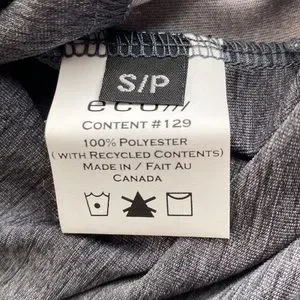 S/P
CONTENT #129
100% POLYESTER
(WITH RECYCLED CONTENTS)
MADE IN / FAIT AU
CANADA